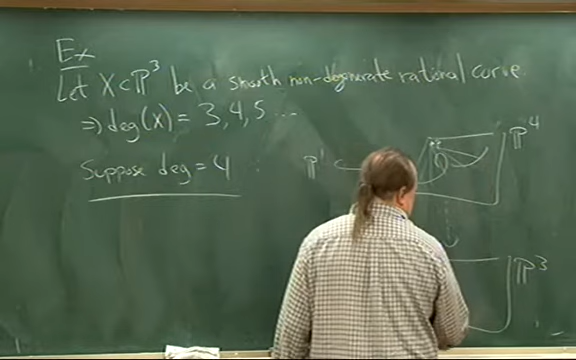 Ex
Let X ⊂ ℙ³ be a smooth non-degenerate rational curve
⇒ deg(X) = 3, 4, 5 ...
Suppose deg = 4
ℙ¹
ℙ⁴
ℙ³